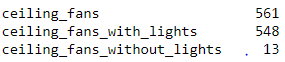 ceiling_fans 561
ceiling_fans_with_lights 548
ceiling_fans_without_lights . 13